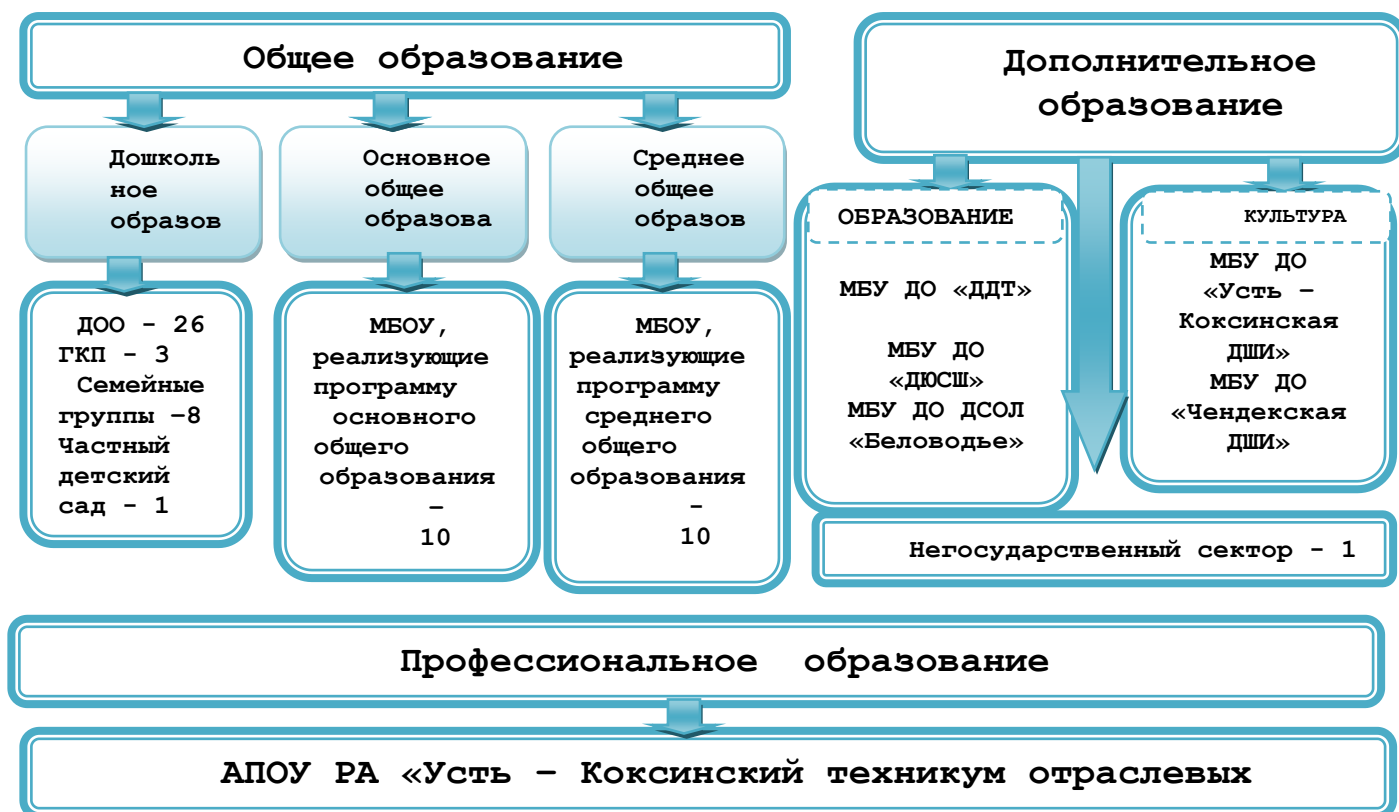 Общее образование
Дошколь
ное
образов
Основное
общее
образова
Среднее
общее
образов
ДОО - 26
ГКП - 3
Семейные
группы -8
Частный
детский
сад - 1
МБОУ,
реализующие
программу
основного
общего
образования
-
10
МБОУ,
реализующие
программу
среднего
общего
образования
-
10
Дополнительное
образование
ОБРАЗОВАНИЕ
МБУ ДО «ДДТ»
МБУ ДО
«ДЮСШ»
МБУ ДО ДСОЛ
«Беловодье»
КУЛЬТУРА
МБУ ДО
«Усть –
Коксинская
ДШИ»
МБУ ДО
«Чендекская
ДШИ»
Негосударственный сектор - 1
Профессиональное образование
АПОУ РА «Усть – Коксинский техникум отраслевых